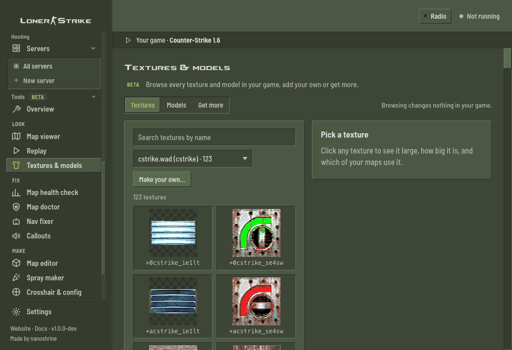 LONER STRIKE
Hosting
Servers
All servers
New server
Tools BETA
Overview
LOOK
Map viewer
Replay
Textures & models
FIX
Map health check
Map doctor
Nav fixer
Callouts
MAKE
Map editor
Spray maker
Crosshair & config
Settings
Website · Docs · v1.0.0-dev
Made by nanoshrine
Radio
Not running
Your game · Counter-Strike 1.6
TEXTURES & MODELS
BETA Browse every texture and model in your game, add your own or get more.
Textures Models Get more
Browsing changes nothing in your game.
Search textures by name
cstrike.wad (cstrike) · 123
Make your own...
123 textures
+0cstrike_ie1lt
+0cstrike_se4sw
+acstrike_ie1lt
+acstrike_se4sw
Pick a texture
Click any texture to see it large, how big it is, and
which of your maps use it.